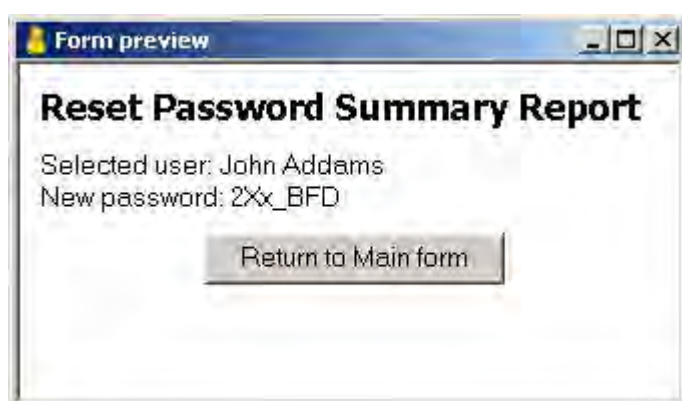 Form preview
Reset Password Summary Report
Selected user: John Addams
New password: 2Xx_BFD
Return to Main form